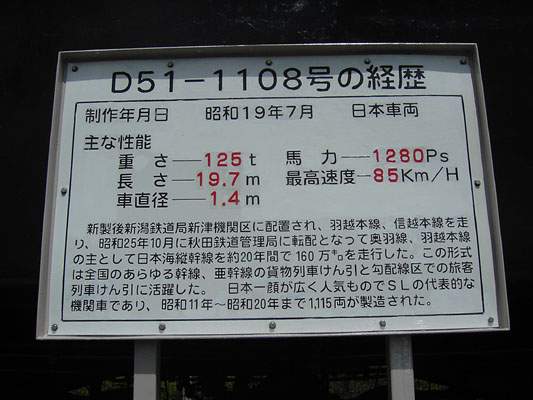 D51-1108号の経歴
制作年月日 昭和19年7月 日本車両
主な性能
重さ—125t 馬力—1280Ps
長さ—19.7m 最高速度—85Km/H
車直径—1.4m
新製後新潟鉄道局新津機関区に配置され、羽越本線、信越本線を走
り、昭和25年10月に秋田鉄道管理局に転配となって奥羽線、羽越本線
の主として日本海縦幹線を約20年間で160万㌔を走行した。この形式
は全国のあらゆる幹線、亜幹線の貨物列車けん引と勾配線区での旅客
列車けん引に活躍した。 日本一顔が広く人気ものでSLの代表的な
機関車であり、昭和11年～昭和20年まで1,115両が製造された。